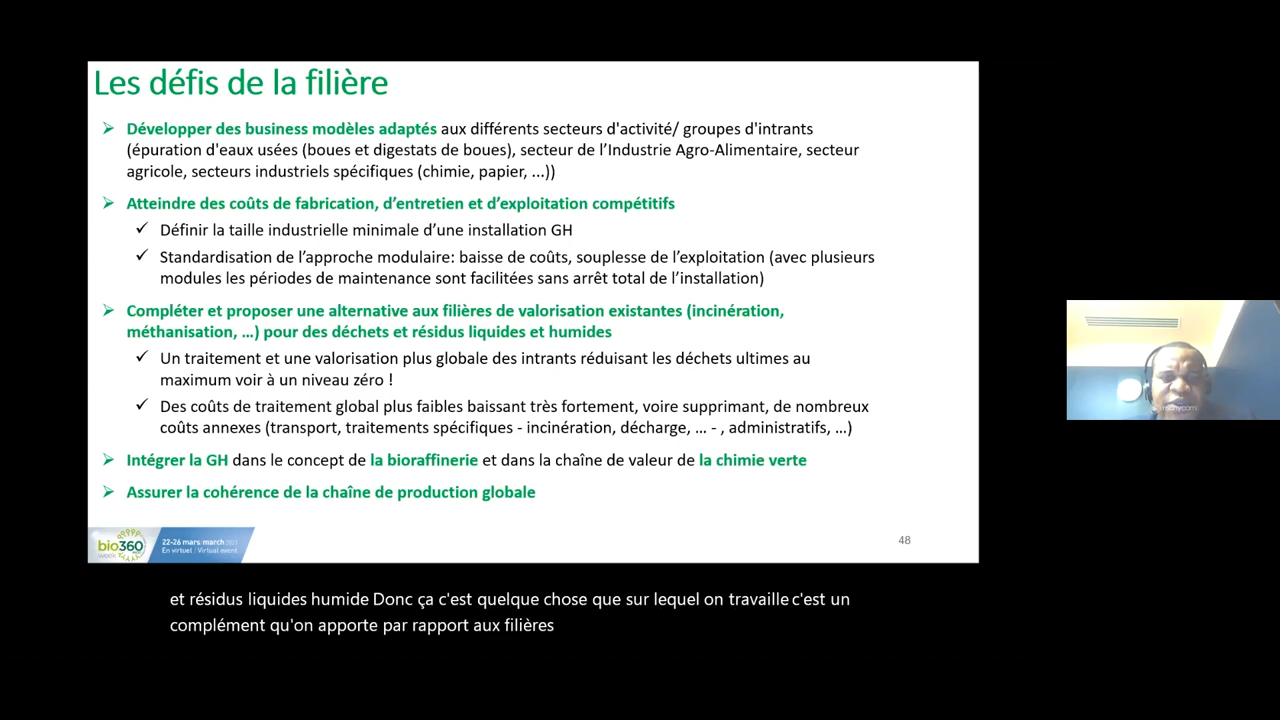 Les défis de la filière
Développer des business modèles adaptés aux différents secteurs d'activité/ groupes d'intrants
(épuration d'eaux usées (boues et digestats de boues), secteur de l’Industrie Agro-Alimentaire, secteur
agricole, secteurs industriels spécifiques (chimie, papier, ...))
Atteindre des coûts de fabrication, d’entretien et d’exploitation compétitifs
Définir la taille industrielle minimale d’une installation GH
Standardisation de l’approche modulaire: baisse de coûts, souplesse de l’exploitation (avec plusieurs
modules les périodes de maintenance sont facilitées sans arrêt total de l’installation)
Compléter et proposer une alternative aux filières de valorisation existantes (incinération,
méthanisation, …) pour des déchets et résidus liquides et humides
Un traitement et une valorisation plus globale des intrants réduisant les déchets ultimes au
maximum voir à un niveau zéro !
Des coûts de traitement global plus faibles baissant très fortement, voire supprimant, de nombreux
coûts annexes (transport, traitements spécifiques - incinération, décharge, … - , administratifs, …)
Intégrer la GH dans le concept de la bioraffinerie et dans la chaîne de valeur de la chimie verte
Assurer la cohérence de la chaîne de production globale
bio360
week
22-26 mars/march
En virtuel / Virtual event
48
et résidus liquides humide Donc ça c'est quelque chose que sur lequel on travaille c'est un
complément qu'on apporte par rapport aux filières